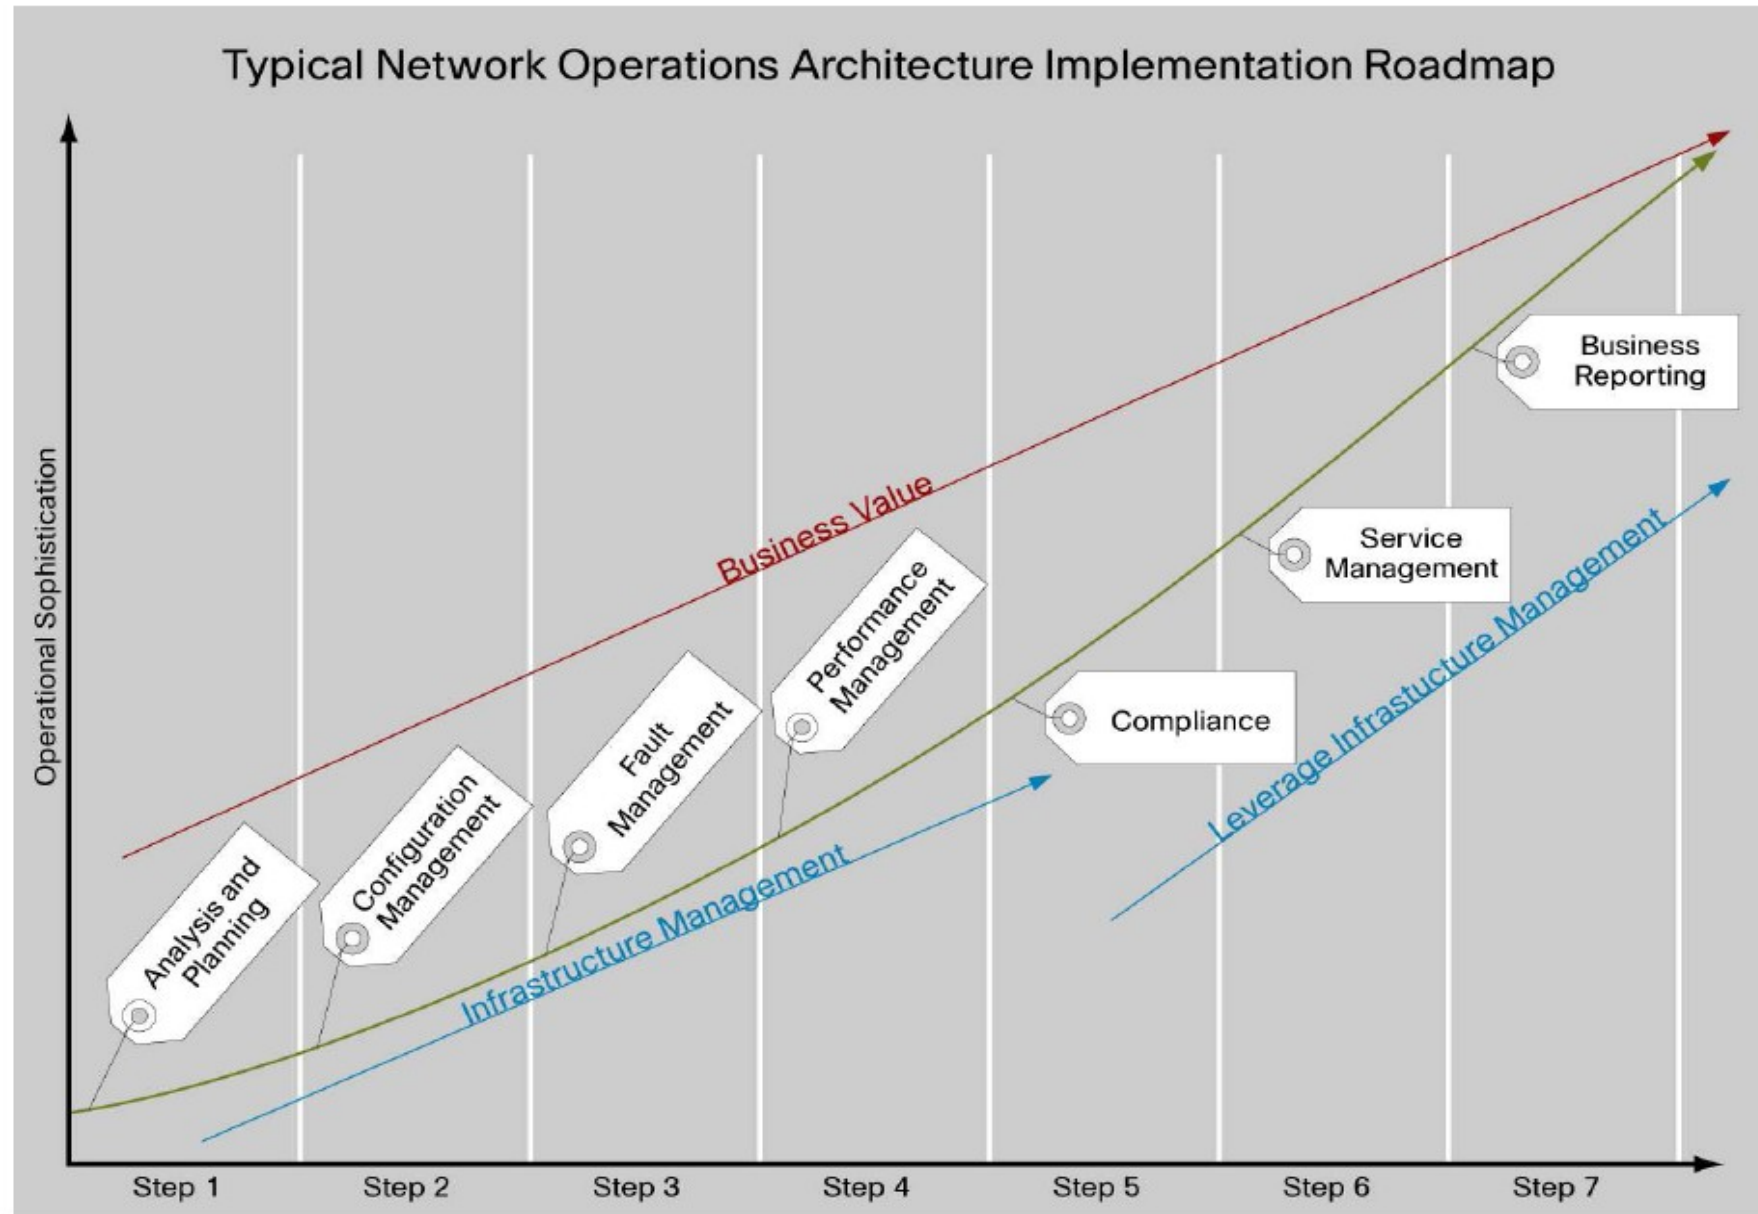 Typical Network Operations Architecture Implementation Roadmap
Operational Sophistication
Business Value
Analysis and
Planning
Configuration
Management
Fault
Management
Performance
Management
Compliance
Service
Management
Business
Reporting
Infrastructure Management
Leverage Infrastucture Management
Step 1
Step 2
Step 3
Step 4
Step 5
Step 6
Step 7